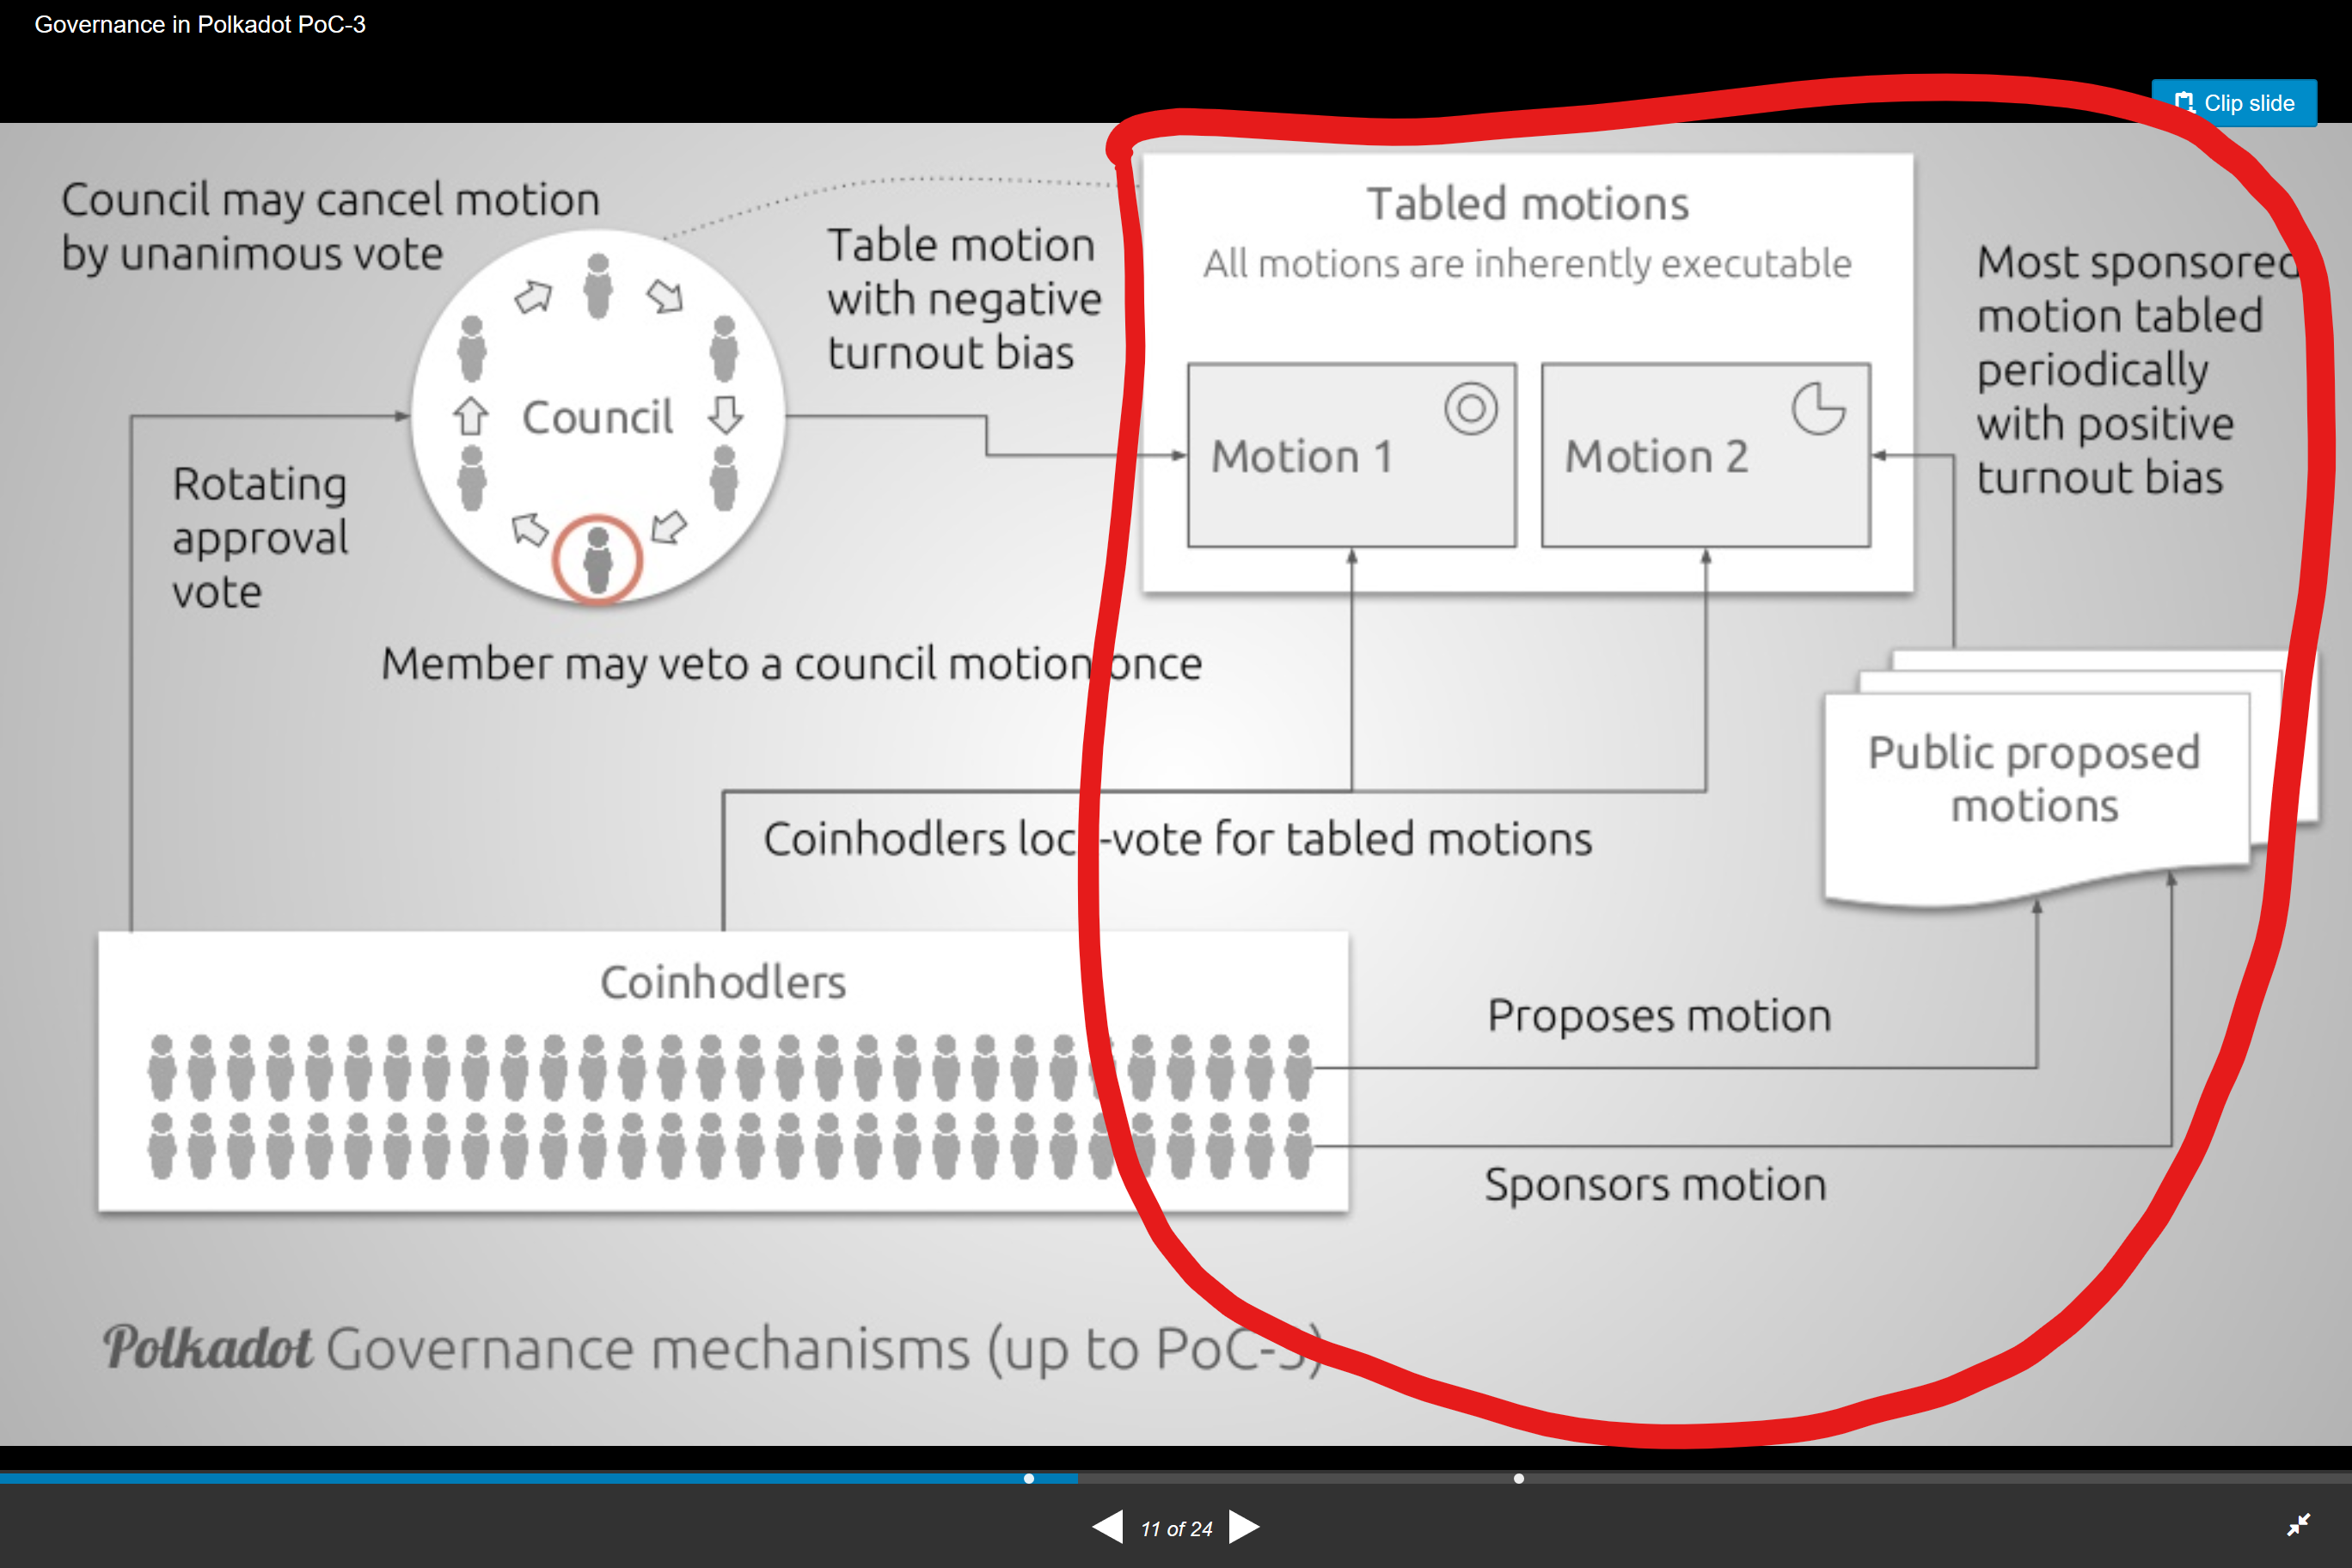 Governance in Polkadot PoC-3
Clip slide
Council may cancel motion
by unanimous vote
Table motion
with negative
turnout bias
Tabled motions
All motions are inherently executable
Most sponsored
motion tabled
periodically
with positive
turnout bias
Council
Motion 1
Motion 2
Rotating
approval
vote
Member may veto a council motion once
Public proposed
motions
Coinhodlers lock-vote for tabled motions
Coinhodlers
Proposes motion
Sponsors motion
Polkadot Governance mechanisms (up to PoC-3)
11 of 24